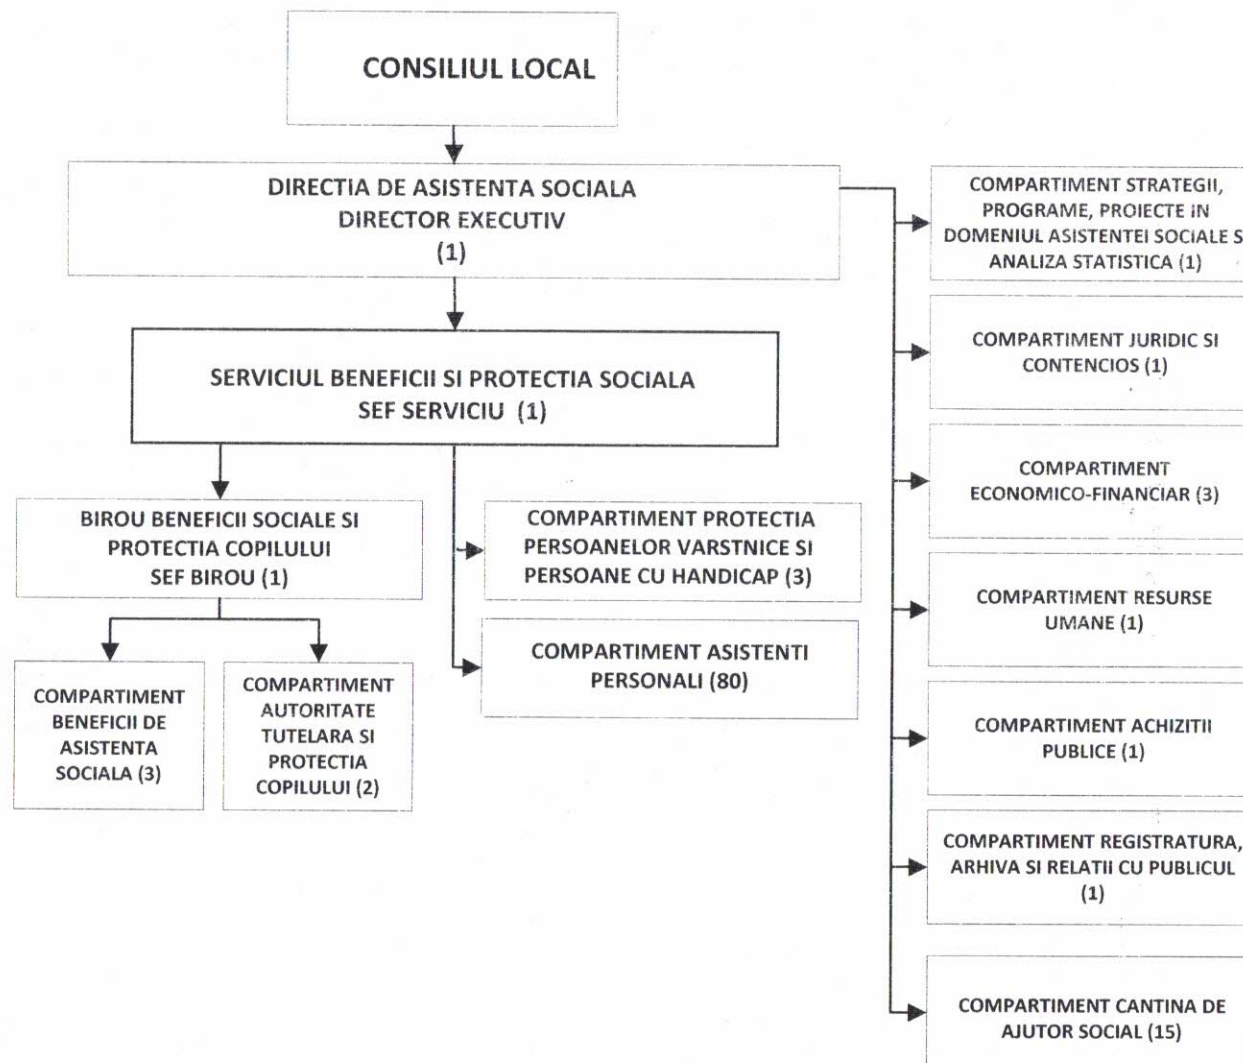 CONSILIUL LOCAL
DIRECTIA DE ASISTENTA SOCIALA
DIRECTOR EXECUTIV
(1)
SERVICIUL BENEFICII SI PROTECTIA SOCIALA
SEF SERVICIU (1)
BIROU BENEFICII SOCIALE SI
PROTECTIA COPILULUI
SEF BIROU (1)
COMPARTIMENT
BENEFICII DE
ASISTENTA
SOCIALA (3)
COMPARTIMENT
AUTORITATE
TUTELARA SI
PROTECTIA
COPILULUI (2)
COMPARTIMENT PROTECTIA
PERSOANELOR VARSTNICE SI
PERSOANE CU HANDICAP (3)
COMPARTIMENT ASISTENTI
PERSONALI (80)
COMPARTIMENT STRATEGII,
PROGRAME, PROIECTE IN
DOMENIUL ASISTENTEI SOCIALE S
ANALIZA STATISTICA (1)
COMPARTIMENT JURIDIC SI
CONTENCIOS (1)
COMPARTIMENT
ECONOMICO-FINANCIAR (3)
COMPARTIMENT RESURSE
UMANE (1)
COMPARTIMENT ACHIZITII
PUBLICE (1)
COMPARTIMENT REGISTRATURA,
ARHIVA SI RELATII CU PUBLICUL
(1)
COMPARTIMENT CANTINA DE
AJUTOR SOCIAL (15)